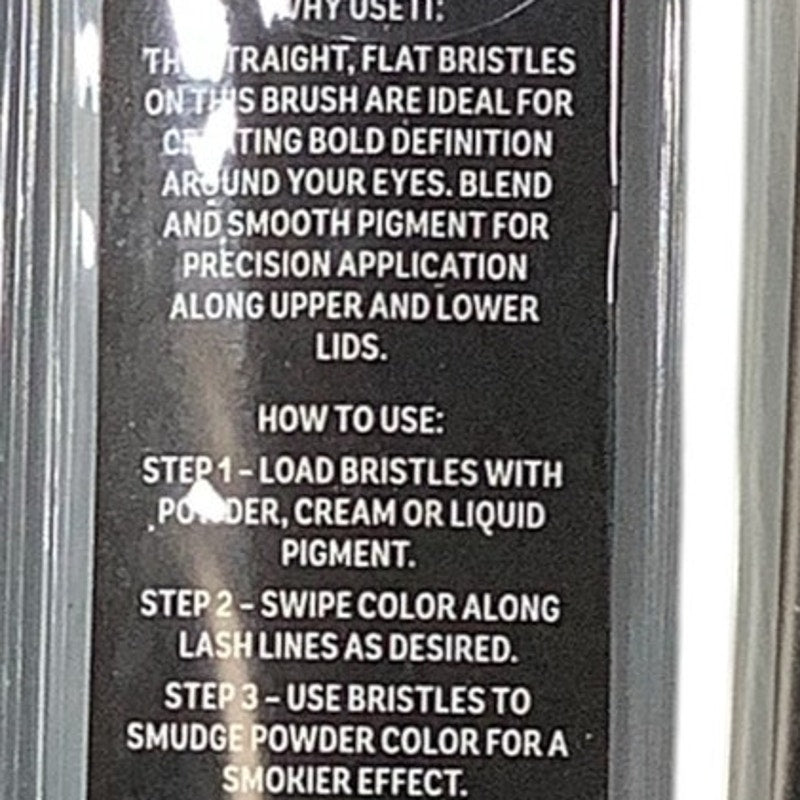 WHY USE IT:
THE STRAIGHT, FLAT BRISTLES
ON THIS BRUSH ARE IDEAL FOR
CREATING BOLD DEFINITION
AROUND YOUR EYES. BLEND
AND SMOOTH PIGMENT FOR
PRECISION APPLICATION
ALONG UPPER AND LOWER
LIDS.
HOW TO USE:
STEP 1 – LOAD BRISTLES WITH
POWDER, CREAM OR LIQUID
PIGMENT.
STEP 2 – SWIPE COLOR ALONG
LASH LINES AS DESIRED.
STEP 3 – USE BRISTLES TO
SMUDGE POWDER COLOR FOR A
SMOKIER EFFECT.